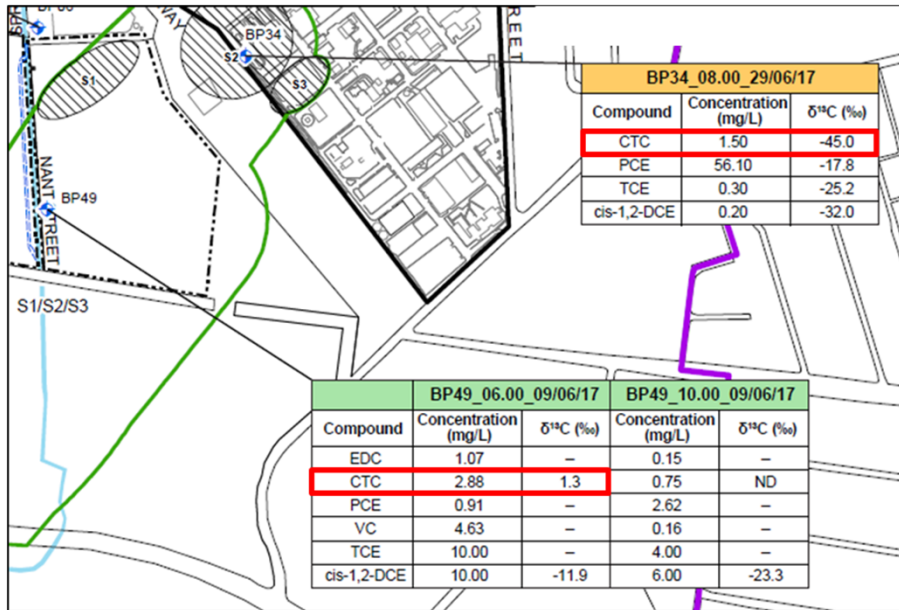 WAY
BP34
S2
S1
S3
REET
NANT STREET
BP49
S1/S2/S3
BP34_08.00_29/06/17
Compound Concentration (mg/L) δ¹³C (‰)
CTC 1.50 -45.0
PCE 56.10 -17.8
TCE 0.30 -25.2
cis-1,2-DCE 0.20 -32.0
BP49_06.00_09/06/17 BP49_10.00_09/06/17
Compound Concentration (mg/L) δ¹³C (‰) Concentration (mg/L) δ¹³C (‰)
EDC 1.07 – 0.15 –
CTC 2.88 1.3 0.75 ND
PCE 0.91 – 2.62 –
VC 4.63 – 0.16 –
TCE 10.00 – 4.00 –
cis-1,2-DCE 10.00 -11.9 6.00 -23.3